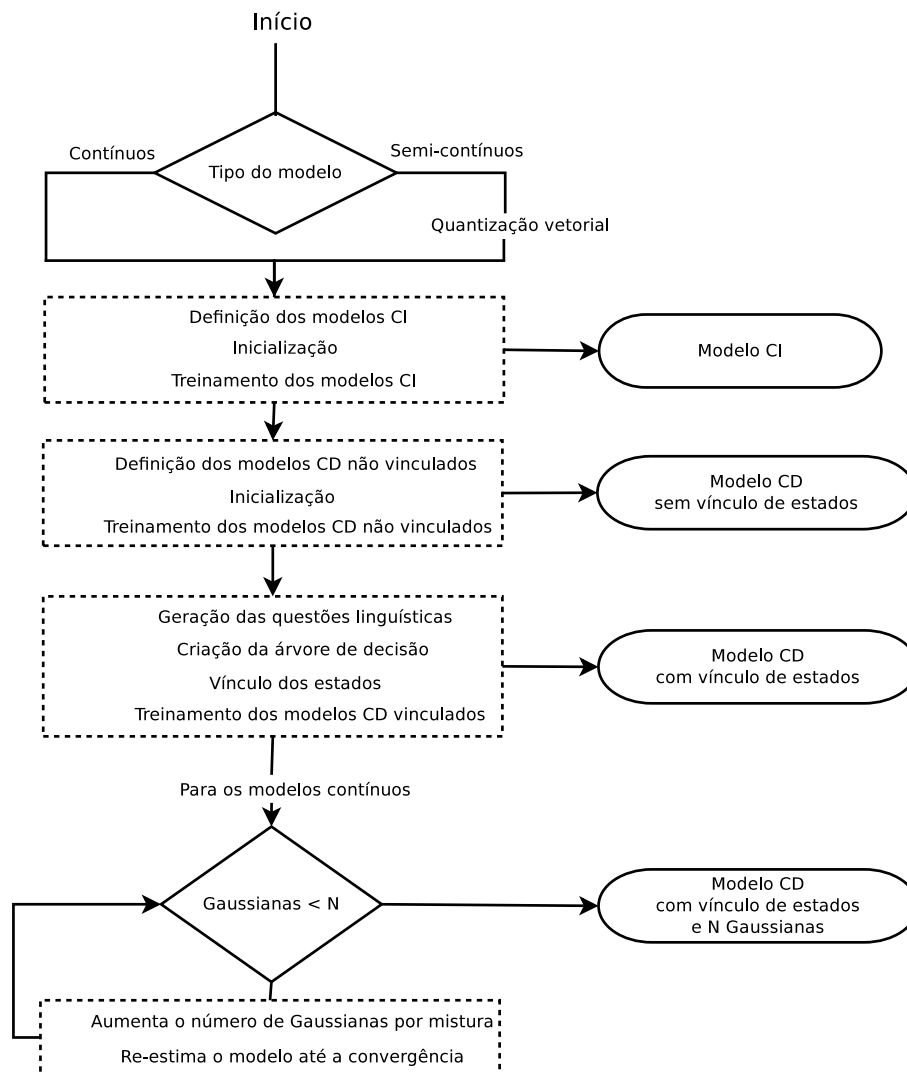 Início
Contínuos
Semi-contínuos
Tipo do modelo
Quantização vetorial
Definição dos modelos CI
Inicialização
Treinamento dos modelos CI
Modelo CI
Definição dos modelos CD não vinculados
Inicialização
Treinamento dos modelos CD não vinculados
Modelo CD
sem vínculo de estados
Geração das questões linguísticas
Criação da árvore de decisão
Vínculo dos estados
Treinamento dos modelos CD vinculados
Modelo CD
com vínculo de estados
Para os modelos contínuos
Gaussianas < N
Modelo CD
com vínculo de estados
e N Gaussianas
Aumenta o número de Gaussianas por mistura
Re-estima o modelo até a convergência